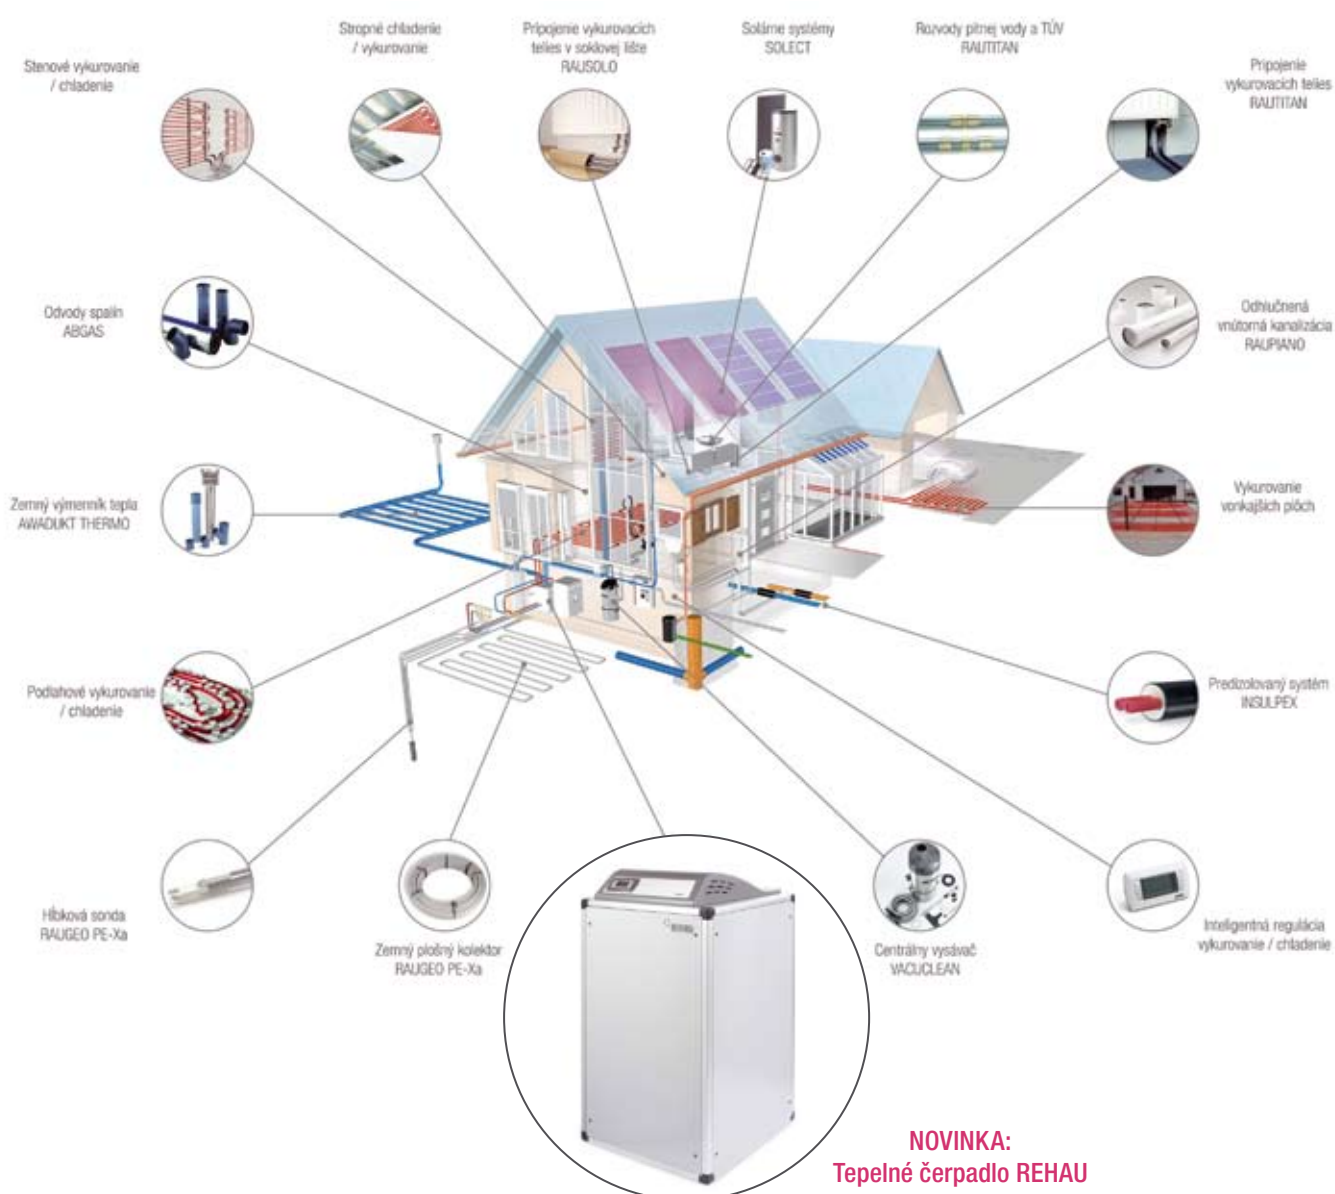 Stropné chladenie
/ vykurovanie
Pripojenie vykurovacích
telies v soklovej lište
RAUSOLO
Solárne systémy
SOLECT
Rozvody pitnej vody a TÚV
RAUTITAN
Stenové vykurovanie
/ chladenie
Pripojenie
vykurovacích telies
RAUTITAN
Odvody spalín
ABGAS
Odhlučnená
vnútorná kanalizácia
RAUPIANO
Zemný výmenník tepla
AWADUKT THERMO
Vykurovanie
vonkajších plôch
Podlahové vykurovanie
/ chladenie
Predizolovaný systém
INSULPEX
Hĺbková sonda
RAUGEO PE-Xa
Zemný plošný kolektor
RAUGEO PE-Xa
Centrálny vysávač
VACUCLEAN
Inteligentná regulácia
vykurovanie / chladenie
REHAU
NOVINKA:
Tepelné čerpadlo REHAU